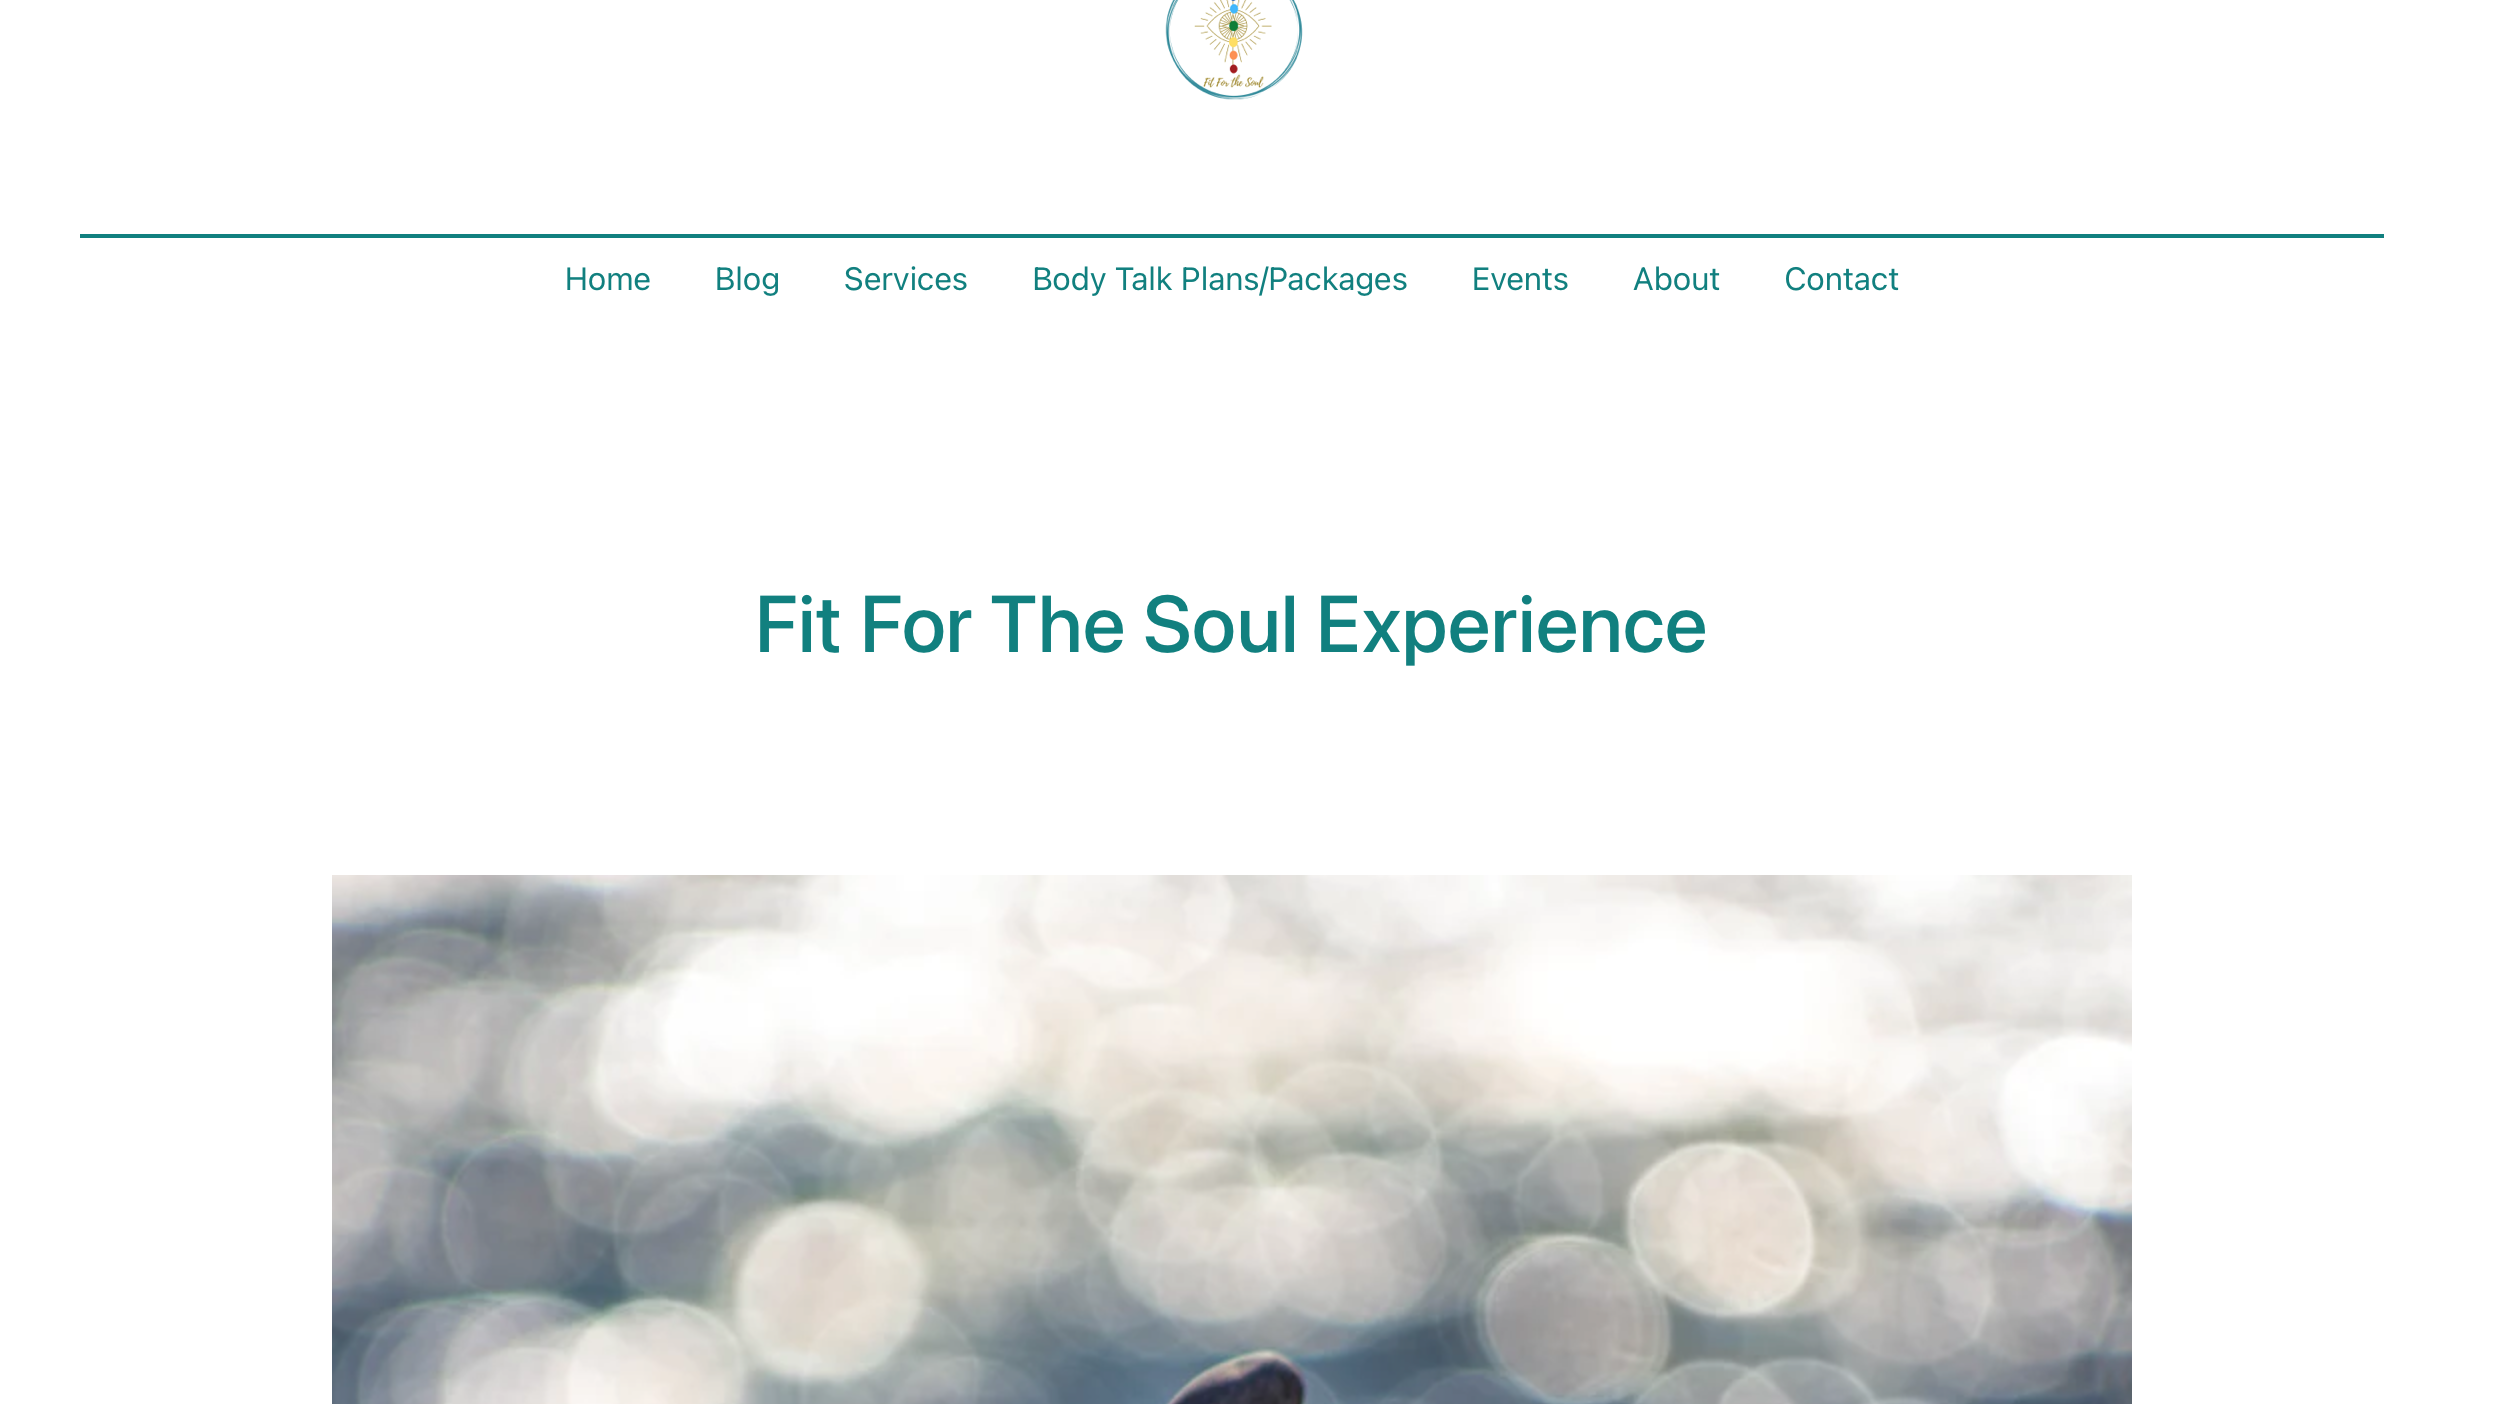 Fit For the Soul
Home Blog Services Body Talk Plans/Packages Events About Contact
Fit For The Soul Experience